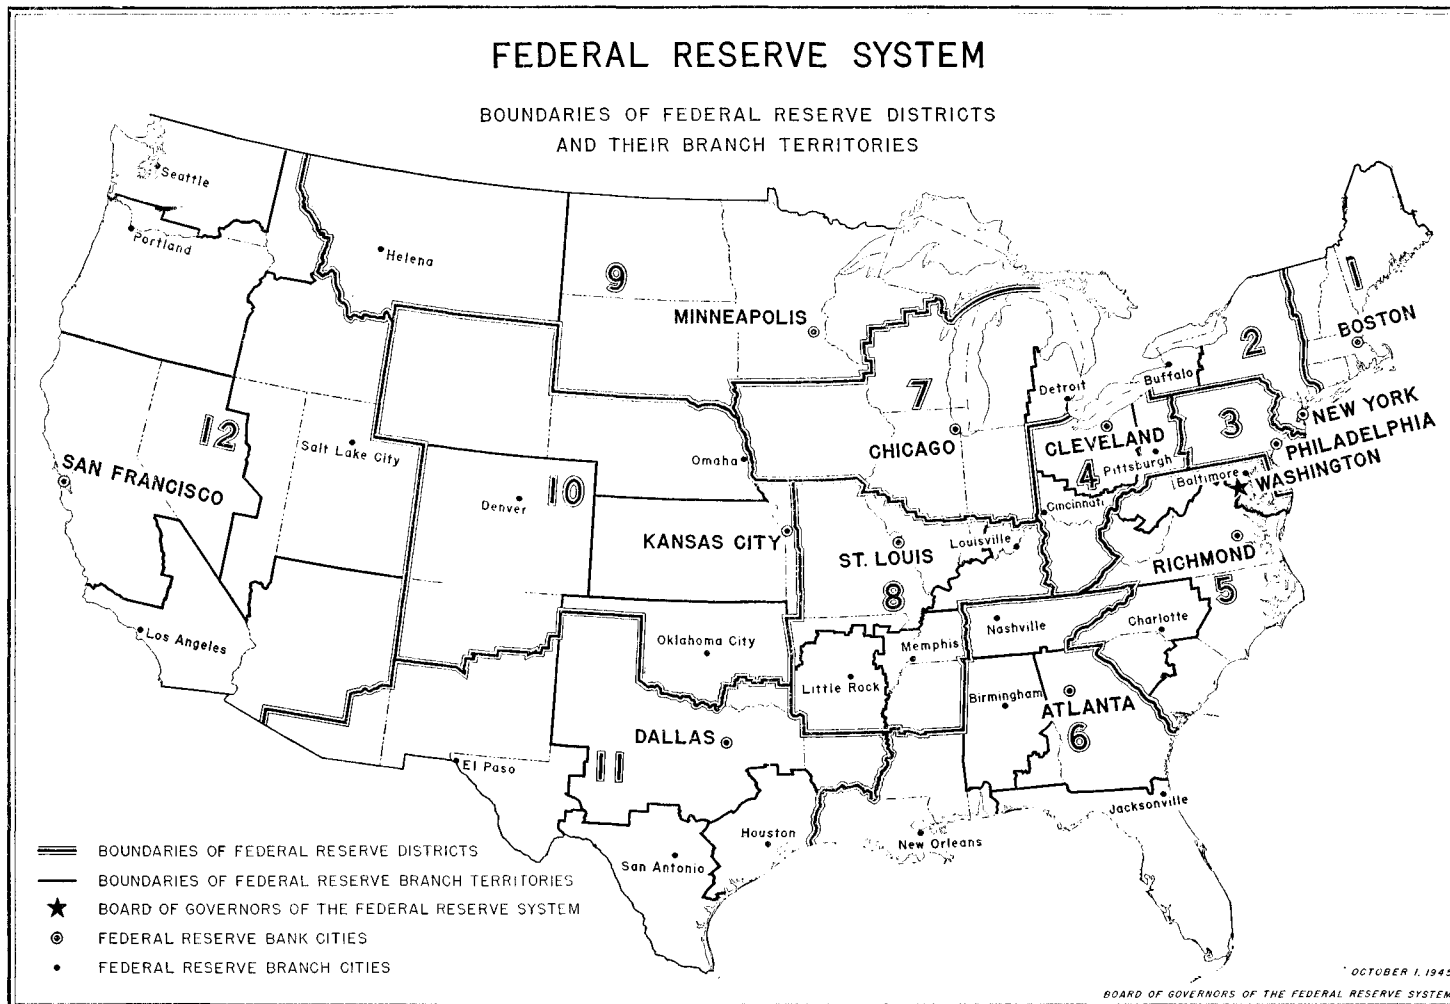 FEDERAL RESERVE SYSTEM
BOUNDARIES OF FEDERAL RESERVE DISTRICTS
AND THEIR BRANCH TERRITORIES
Seattle
Portland
Helena
9
MINNEAPOLIS
1
BOSTON
2
Buffalo
Detroit
7
CHICAGO
CLEVELAND
4
Pittsburgh
3
NEW YORK
PHILADELPHIA
WASHINGTON
Baltimore
12
SAN FRANCISCO
Salt Lake City
Omaha
Denver
10
Cincinnati
KANSAS CITY
ST. LOUIS
8
Louisville
RICHMOND
5
Los Angeles
Oklahoma City
Memphis
Nashville
Charlotte
Little Rock
Birmingham
ATLANTA
6
DALLAS
11
El Paso
Houston
San Antonio
New Orleans
Jacksonville
BOUNDARIES OF FEDERAL RESERVE DISTRICTS
BOUNDARIES OF FEDERAL RESERVE BRANCH TERRITORIES
BOARD OF GOVERNORS OF THE FEDERAL RESERVE SYSTEM
FEDERAL RESERVE BANK CITIES
FEDERAL RESERVE BRANCH CITIES
OCTOBER 1, 1945
BOARD OF GOVERNORS OF THE FEDERAL RESERVE SYSTEM